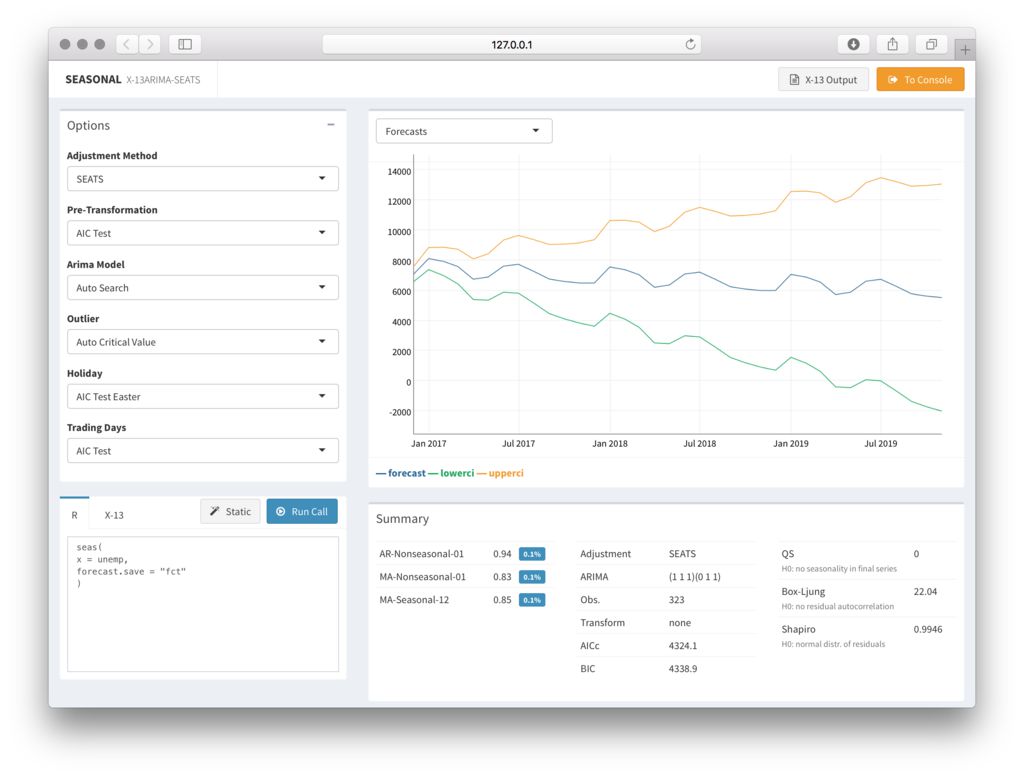 127.0.0.1
SEASONAL X-13ARIMA-SEATS
X-13 Output
To Console
Options
Adjustment Method
SEATS
Pre-Transformation
AIC Test
Arima Model
Auto Search
Outlier
Auto Critical Value
Holiday
AIC Test Easter
Trading Days
AIC Test
R X-13 Static Run Call
seas(
x = unemp,
forecast.save = "fct"
)
Forecasts
14000
12000
10000
8000
6000
4000
2000
0
-2000
Jan 2017 Jul 2017 Jan 2018 Jul 2018 Jan 2019 Jul 2019
forecast lowerci upperci
Summary
AR-Nonseasonal-01 0.94 0.1%
MA-Nonseasonal-01 0.83 0.1%
MA-Seasonal-12 0.85 0.1%
Adjustment SEATS
ARIMA (1 1 1)(0 1 1)
Obs. 323
Transform none
AICc 4324.1
BIC 4338.9
QS 0
H0: no seasonality in final series
Box-Ljung 22.04
H0: no residual autocorrelation
Shapiro 0.9946
H0: normal distr. of residuals